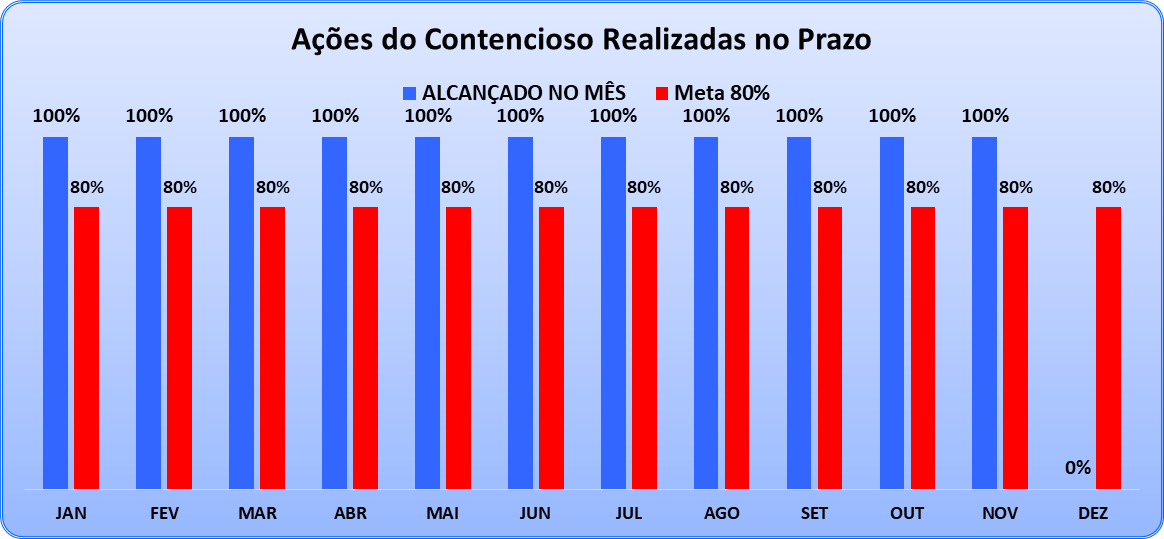 Ações do Contencioso Realizadas no Prazo
ALCANÇADO NO MÊS Meta 80%
100% 100% 100% 100% 100% 100% 100% 100% 100% 100% 100%
80% 80% 80% 80% 80% 80% 80% 80% 80% 80% 80% 80%
0%
JAN FEV MAR ABR MAI JUN JUL AGO SET OUT NOV DEZ